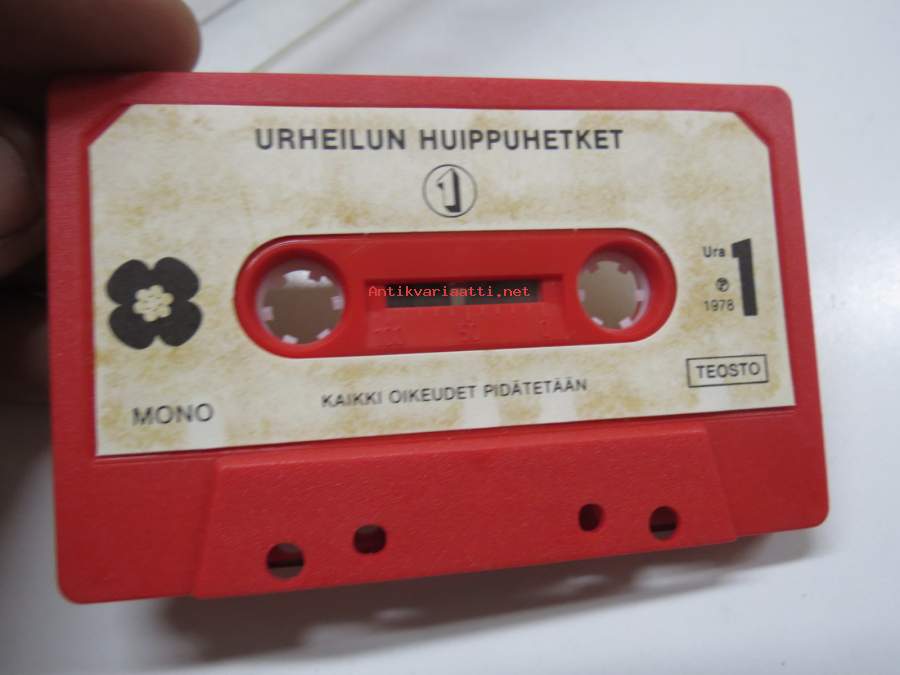 URHEILUN HUIPPUHETKET
1
Ura 1
℗
1978
Antikvariaatti.net
TEOSTO
KAIKKI OIKEUDET PIDÄTETÄÄN
MONO